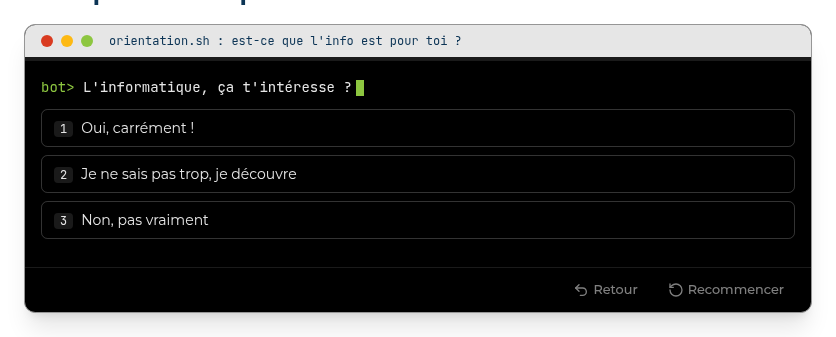 orientation.sh : est-ce que l'info est pour toi ?
bot> L'informatique, ça t'intéresse ?
1 Oui, carrément !
2 Je ne sais pas trop, je découvre
3 Non, pas vraiment
Retour Recommencer